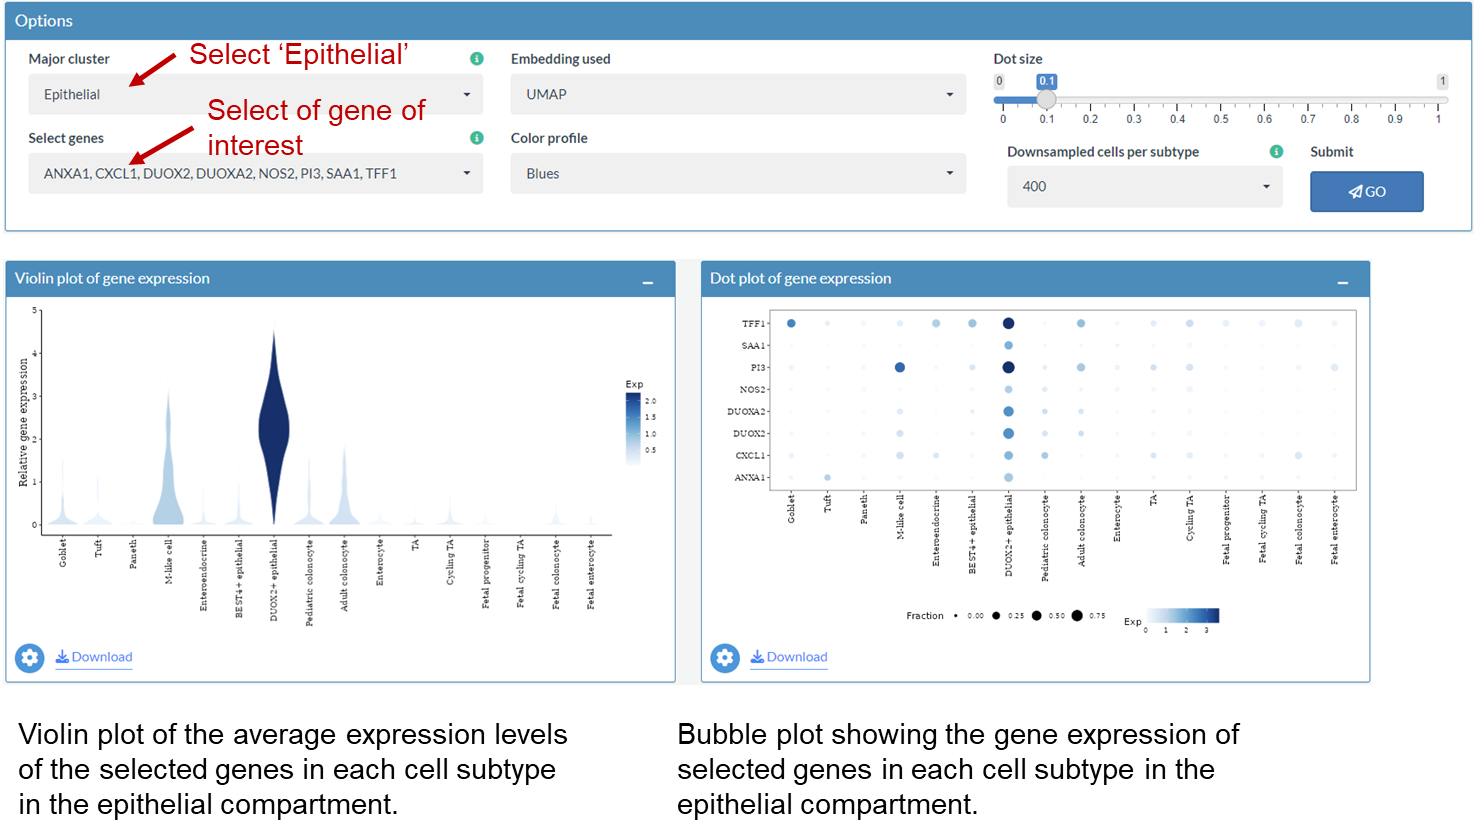 Options
Major cluster
Select ‘Epithelial’
Embedding used
Dot size
Epithelial
UMAP
0 0.1 1
0 0.1 0.2 0.3 0.4 0.5 0.6 0.7 0.8 0.9 1
Select of gene of
interest
Select genes
Color profile
Downsampled cells per subtype
Submit
ANXA1, CXCL1, DUOX2, DUOXA2, NOS2, PI3, SAA1, TFF1
Blues
400
GO
Violin plot of gene expression
Relative gene expression
5
4
3
2
1
0
Exp
2.0
1.5
1.0
0.5
Goblet
Tuft
Paneth
M-like cell
Enteroendocrine
BEST4+ epithelial
DUOX2+ epithelial
Pediatric colonocyte
Adult colonocyte
Enterocyte
TA
Cycling TA
Fetal progenitor
Fetal cycling TA
Fetal colonocyte
Fetal enterocyte
Download
Dot plot of gene expression
TFF1
SAA1
PI3
NOS2
DUOXA2
DUOX2
CXCL1
ANXA1
Goblet
Tuft
Paneth
M-like cell
Enteroendocrine
BEST4+ epithelial
DUOX2+ epithelial
Pediatric colonocyte
Adult colonocyte
Enterocyte
TA
Cycling TA
Fetal progenitor
Fetal cycling TA
Fetal colonocyte
Fetal enterocyte
Fraction 0.00 0.25 0.50 0.75
Exp
0 1 2 3
Download
Violin plot of the average expression levels
of the selected genes in each cell subtype
in the epithelial compartment.
Bubble plot showing the gene expression of
selected genes in each cell subtype in the
epithelial compartment.